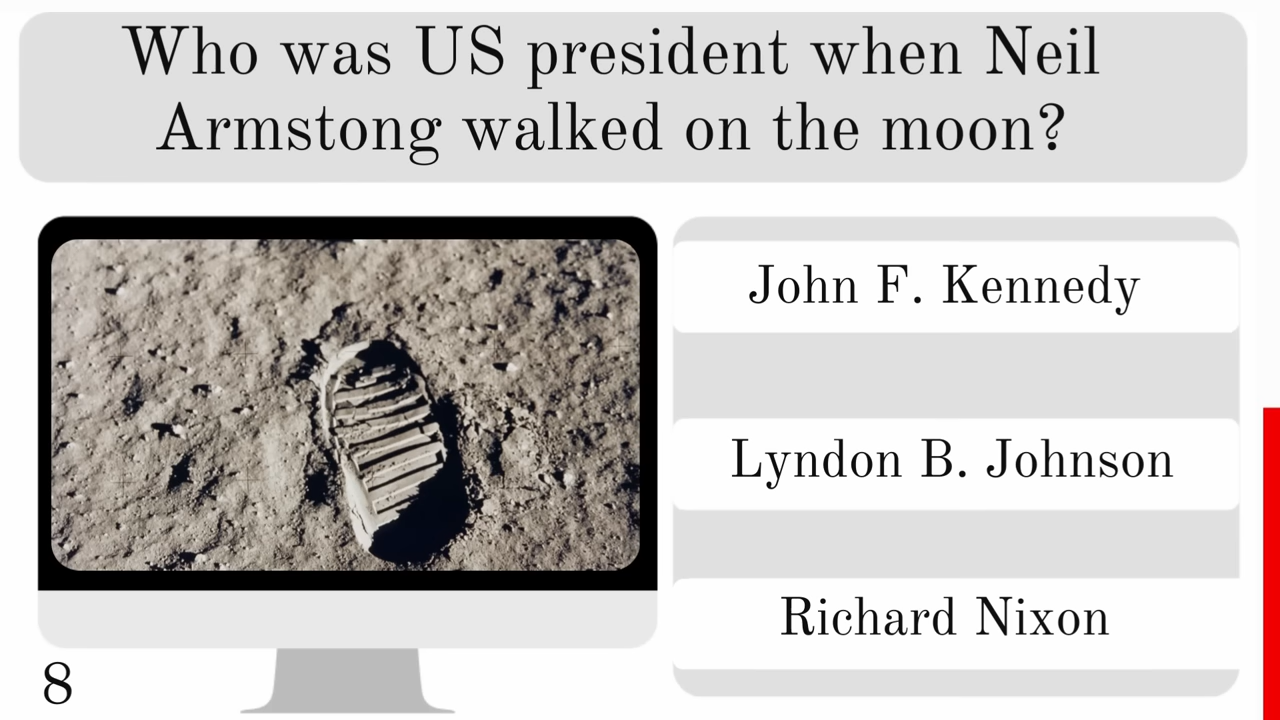 Who was US president when Neil
Armstong walked on the moon?
John F. Kennedy
Lyndon B. Johnson
Richard Nixon
8